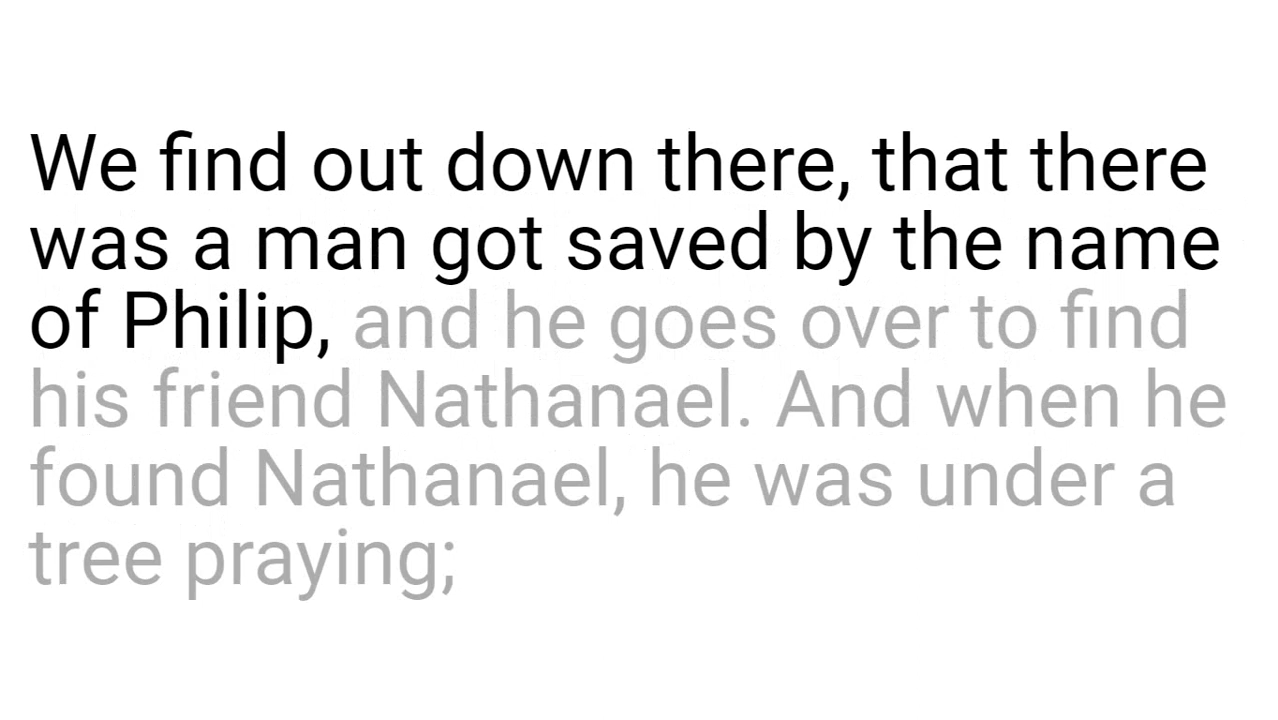 We find out down there, that there
was a man got saved by the name
of Philip, and he goes over to find
his friend Nathanael. And when he
found Nathanael, he was under a
tree praying;